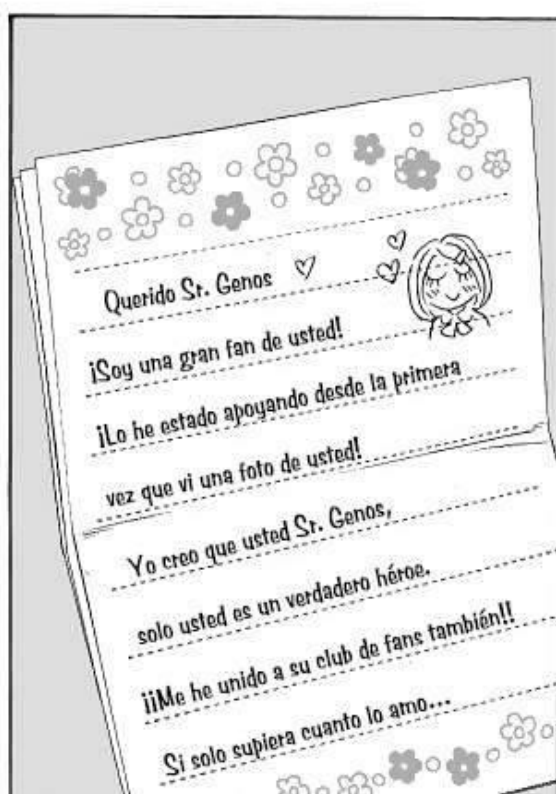 Querido Sr. Genos
¡Soy una gran fan de usted!
¡Lo he estado apoyando desde la primera
vez que vi una foto de usted!
Yo creo que usted Sr. Genos,
solo usted es un verdadero héroe.
¡¡Me he unido a su club de fans también!!
Si solo supiera cuanto lo amo...